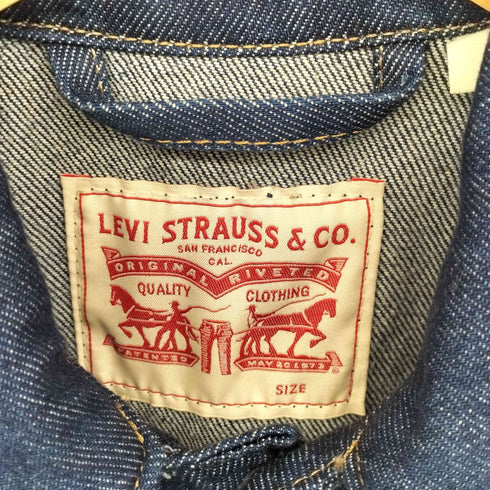 LEVI STRAUSS & CO.
SAN FRANCISCO
CAL.
ORIGINAL RIVETED
QUALITY CLOTHING
PATENTED MAY 20 1873
SIZE